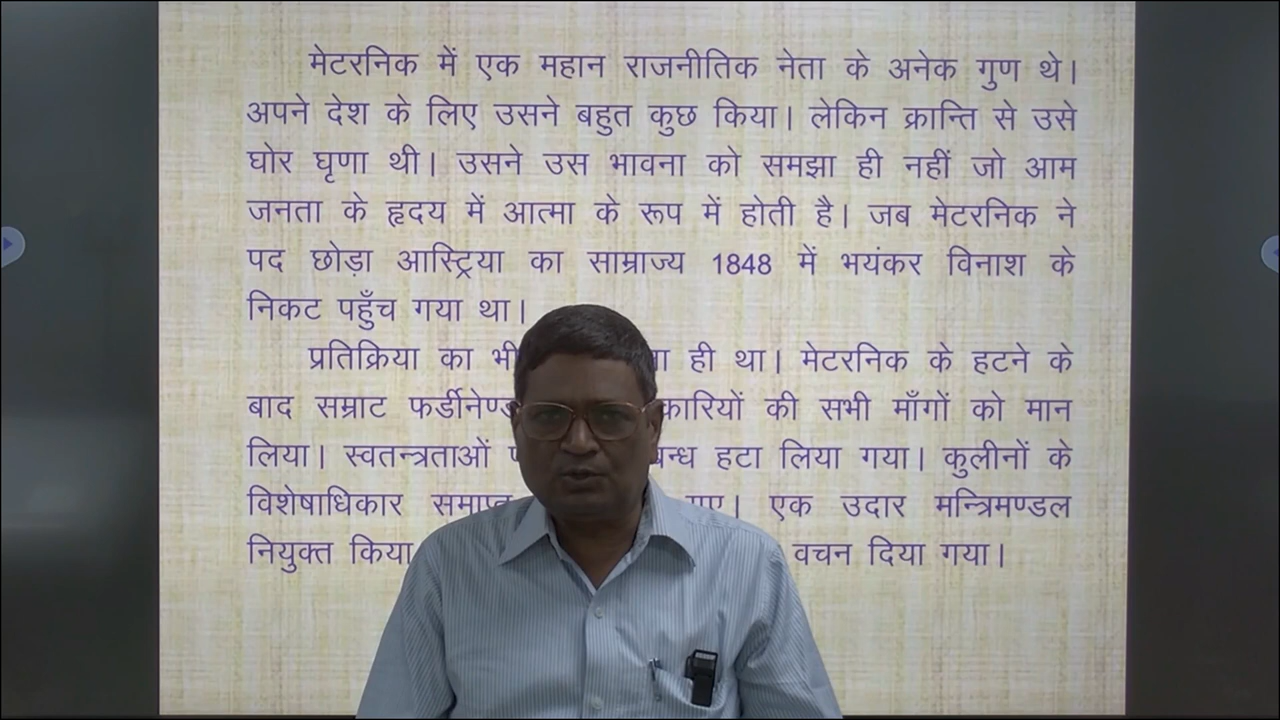 मेटरनिक में एक महान राजनीतिक नेता के अनेक गुण थे।
अपने देश के लिए उसने बहुत कुछ किया। लेकिन क्रान्ति से उसे
घोर घृणा थी। उसने उस भावना को समझा ही नहीं जो आम
जनता के हृदय में आत्मा के रूप में होती है। जब मेटरनिक ने
पद छोड़ा आस्ट्रिया का साम्राज्य 1848 में भयंकर विनाश के
निकट पहुँच गया था।
प्रतिक्रिया का ही था। मेटरनिक के हटने के
बाद सम्राट की सभी माँगों को मान
लिया। स्वतन्त्रताओं हटा लिया गया। कुलीनों के
विशेषाधिकार समाप्त एक उदार मन्त्रिमण्डल
नियुक्त किया वचन दिया गया।